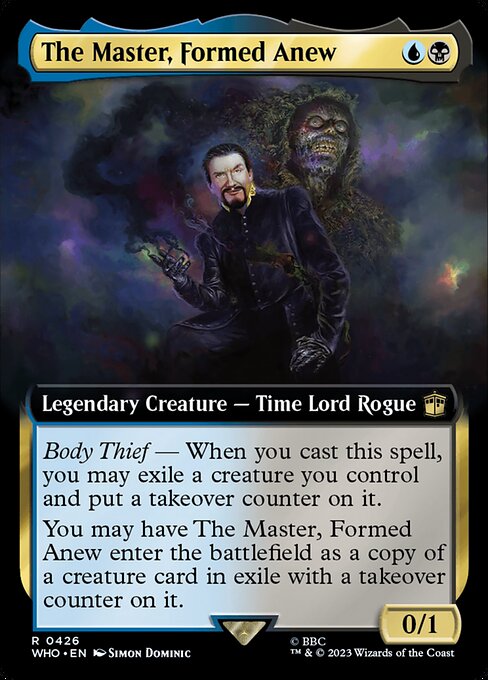 The Master, Formed Anew
Legendary Creature — Time Lord Rogue
Body Thief — When you cast this spell,
you may exile a creature you control
and put a takeover counter on it.
You may have The Master, Formed
Anew enter the battlefield as a copy of
a creature card in exile with a takeover
counter on it.
0/1
R 0426
WHO • EN Simon Dominic
© BBC
™ & © 2023 Wizards of the Coast